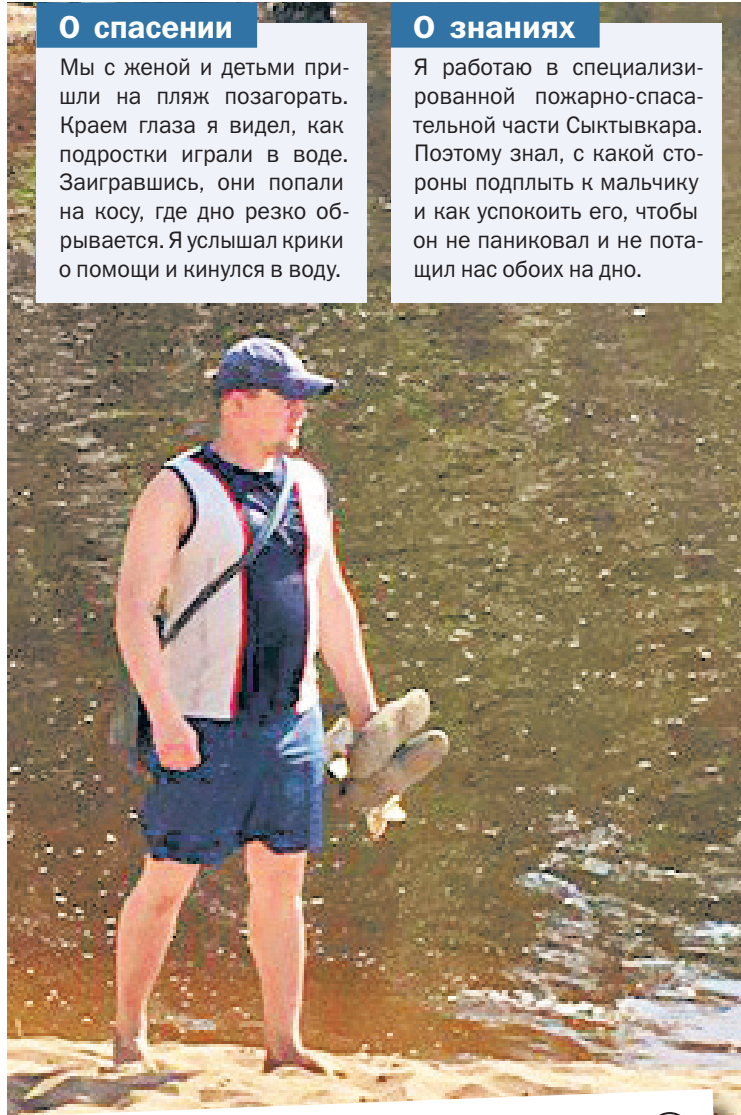 О спасении
Мы с женой и детьми при-
шли на пляж позагорать.
Краем глаза я видел, как
подростки играли в воде.
Заигравшись, они попали
на косу, где дно резко об-
рывается. Я услышал крики
о помощи и кинулся в воду.
О знаниях
Я работаю в специализи-
рованной пожарно-спаса-
тельной части Сыктывкара.
Поэтому знал, с какой сто-
роны подплыть к мальчику
и как успокоить его, чтобы
он не паниковал и не пота-
щил нас обоих на дно.